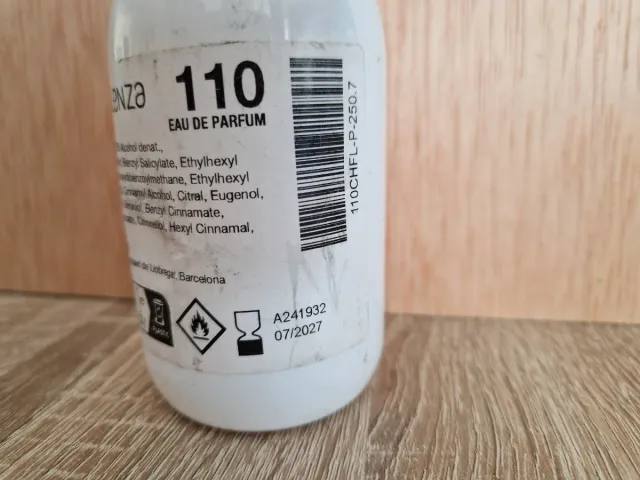 enza
110
EAU DE PARFUM
Alcohol denat.,
Benzyl Salicylate, Ethylhexyl
Ethylhexyl
Alcohol, Citral, Eugenol,
Benzyl Cinnamate,
Hexyl Cinnamal,
Llobregat, Barcelona
110CHFL-P-250.7
A241932
07/2027